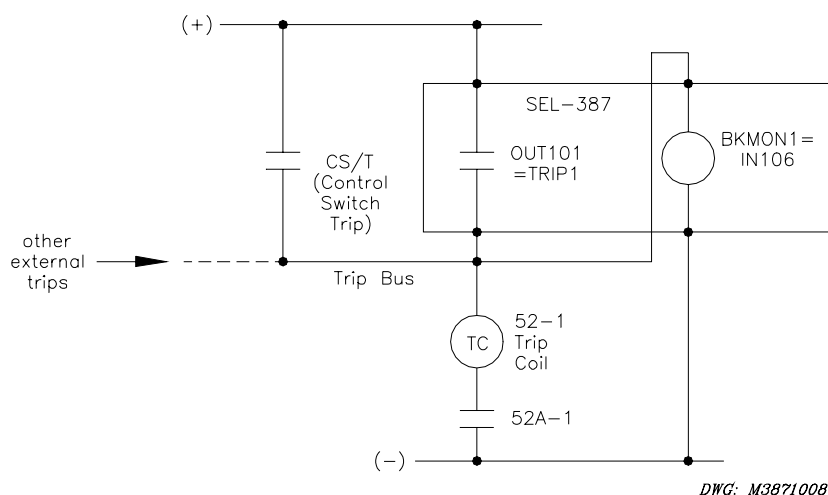 (+)
SEL-387
CS/T
(Control
Switch
Trip)
OUT101
=TRIP1
BKMON1=
IN106
other
external
trips
Trip Bus
TC
52-1
Trip
Coil
52A-1
(-)
DWG: M3871008